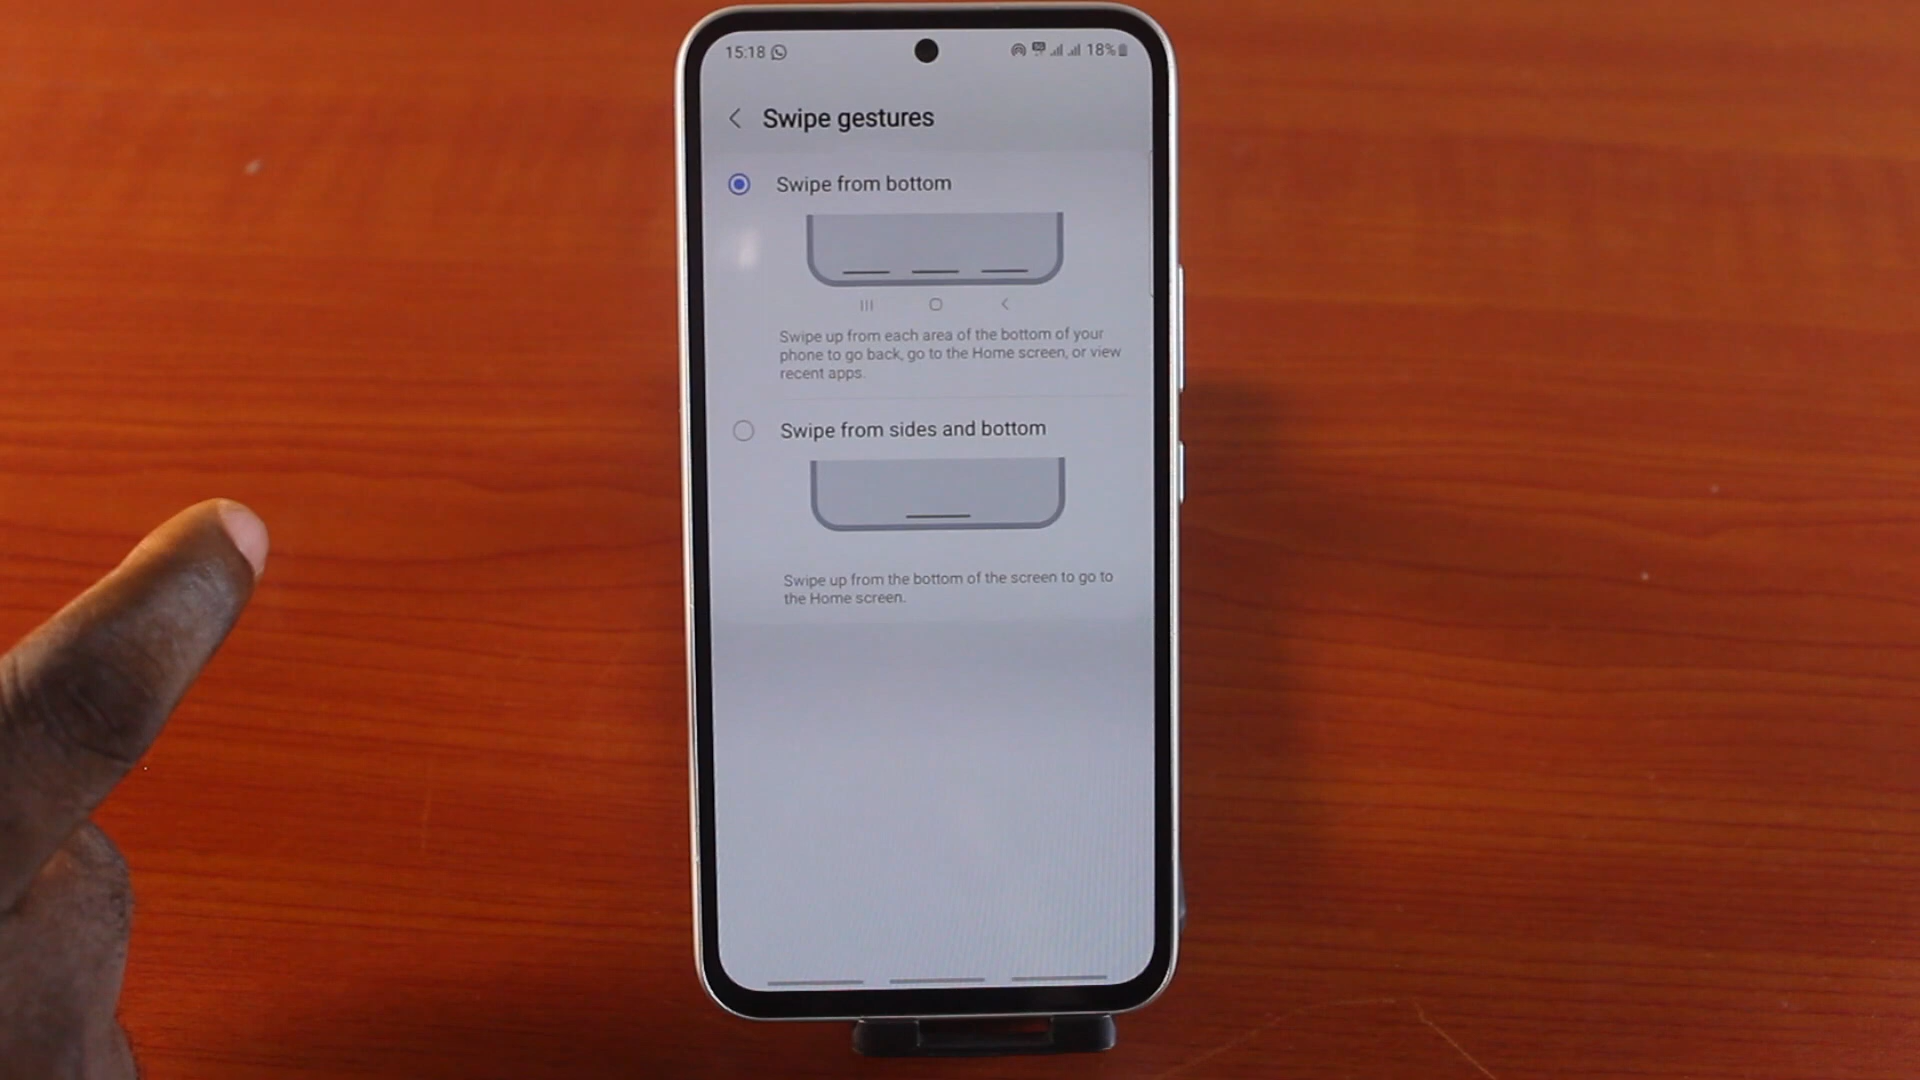 15:18
18%
Swipe gestures
Swipe from bottom
Swipe up from each area of the bottom of your
phone to go back, go to the Home screen, or view
recent apps.
Swipe from sides and bottom
Swipe up from the bottom of the screen to go to
the Home screen.